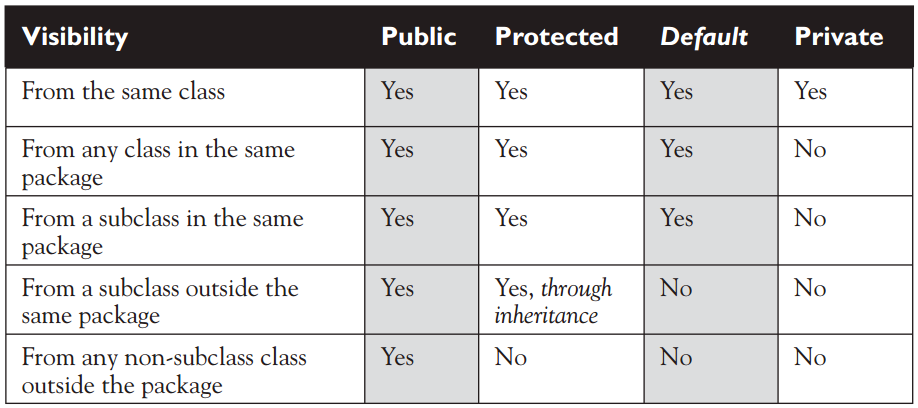 Visibility Public Protected Default Private
From the same class Yes Yes Yes Yes
From any class in the same package Yes Yes Yes No
From a subclass in the same package Yes Yes Yes No
From a subclass outside the same package Yes Yes, through inheritance No No
From any non-subclass class outside the package Yes No No No